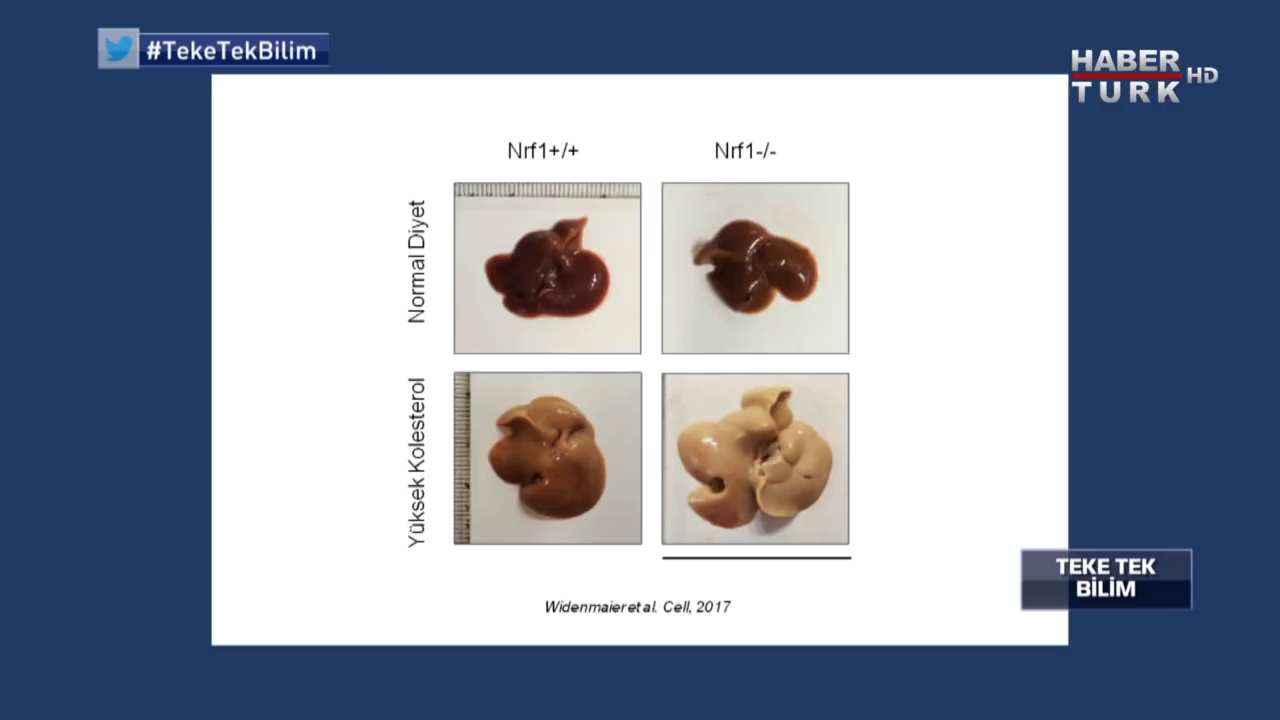 #TekeTekBilim
HABER
TURK HD
Nrf1+/+
Nrf1-/-
Normal Diyet
Yüksek Kolesterol
Widenmaier et al. Cell, 2017
TEKE TEK
BİLİM